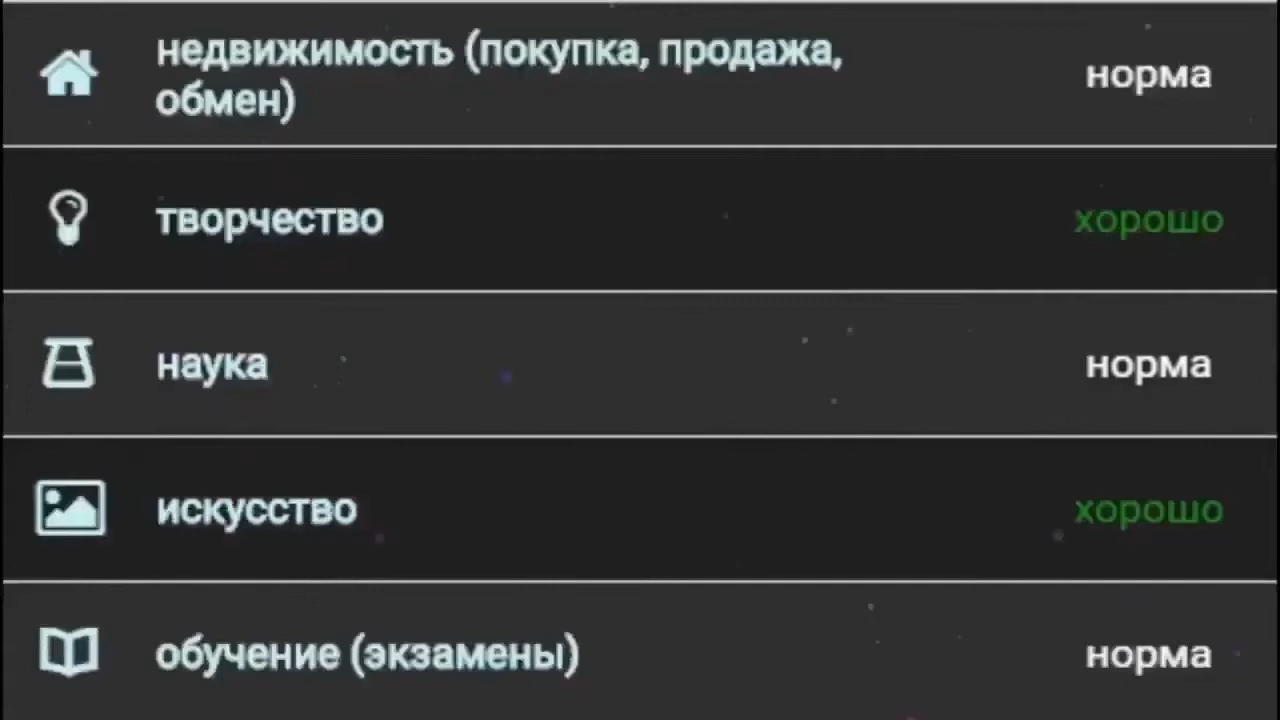 недвижимость (покупка, продажа,
обмен)
норма
творчество
хорошо
наука
норма
искусство
хорошо
обучение (экзамены)
норма